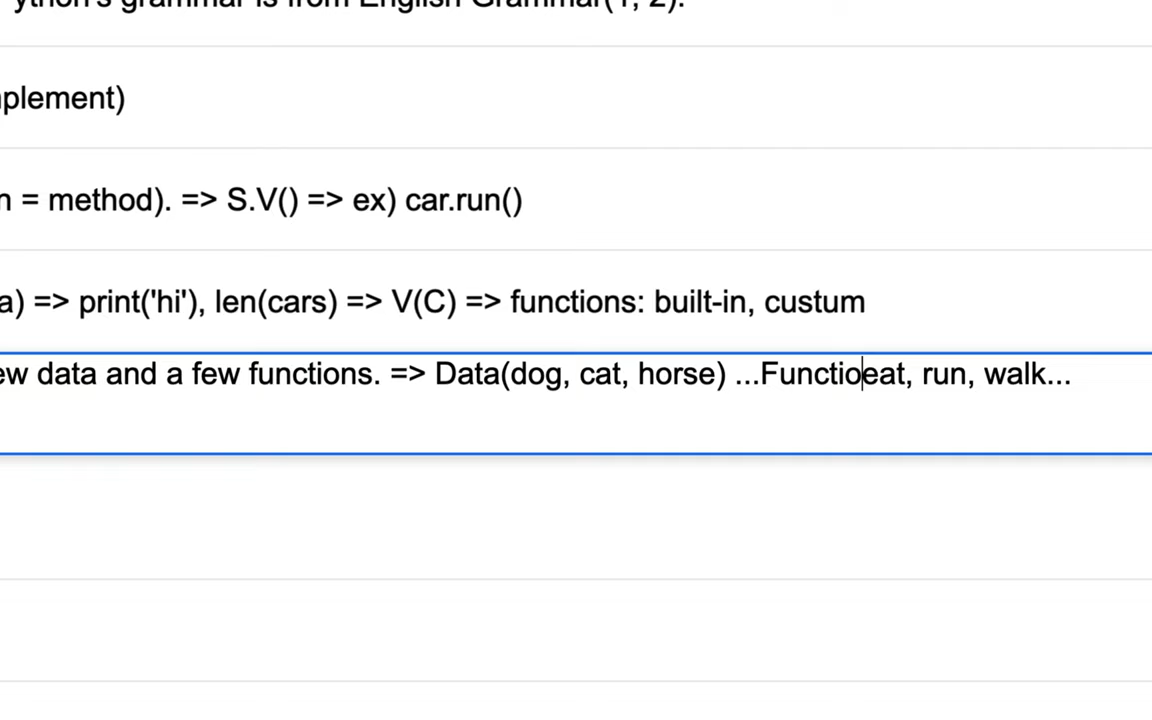 ython's grammar is from English Grammar(1, 2).
plement)
n = method). => S.V() => ex) car.run()
a) => print('hi'), len(cars) => V(C) => functions: built-in, custum
ew data and a few functions. => Data(dog, cat, horse) ...Functioeat, run, walk...